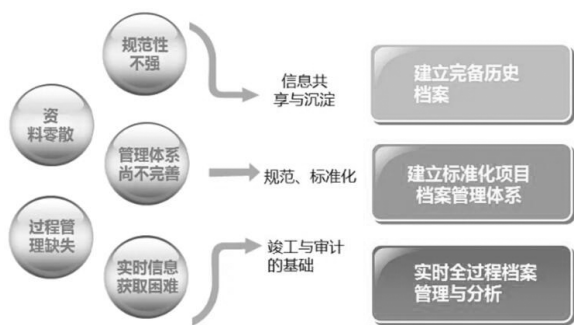 规范性
不强
资
料零散
管理体系
尚不完善
过程管
理缺失
实时信息
获取困难
信息共
享与沉淀
规范、标准化
竣工与审计
的基础
建立完备历史
档案
建立标准化项目
档案管理体系
实时全过程档案
管理与分析